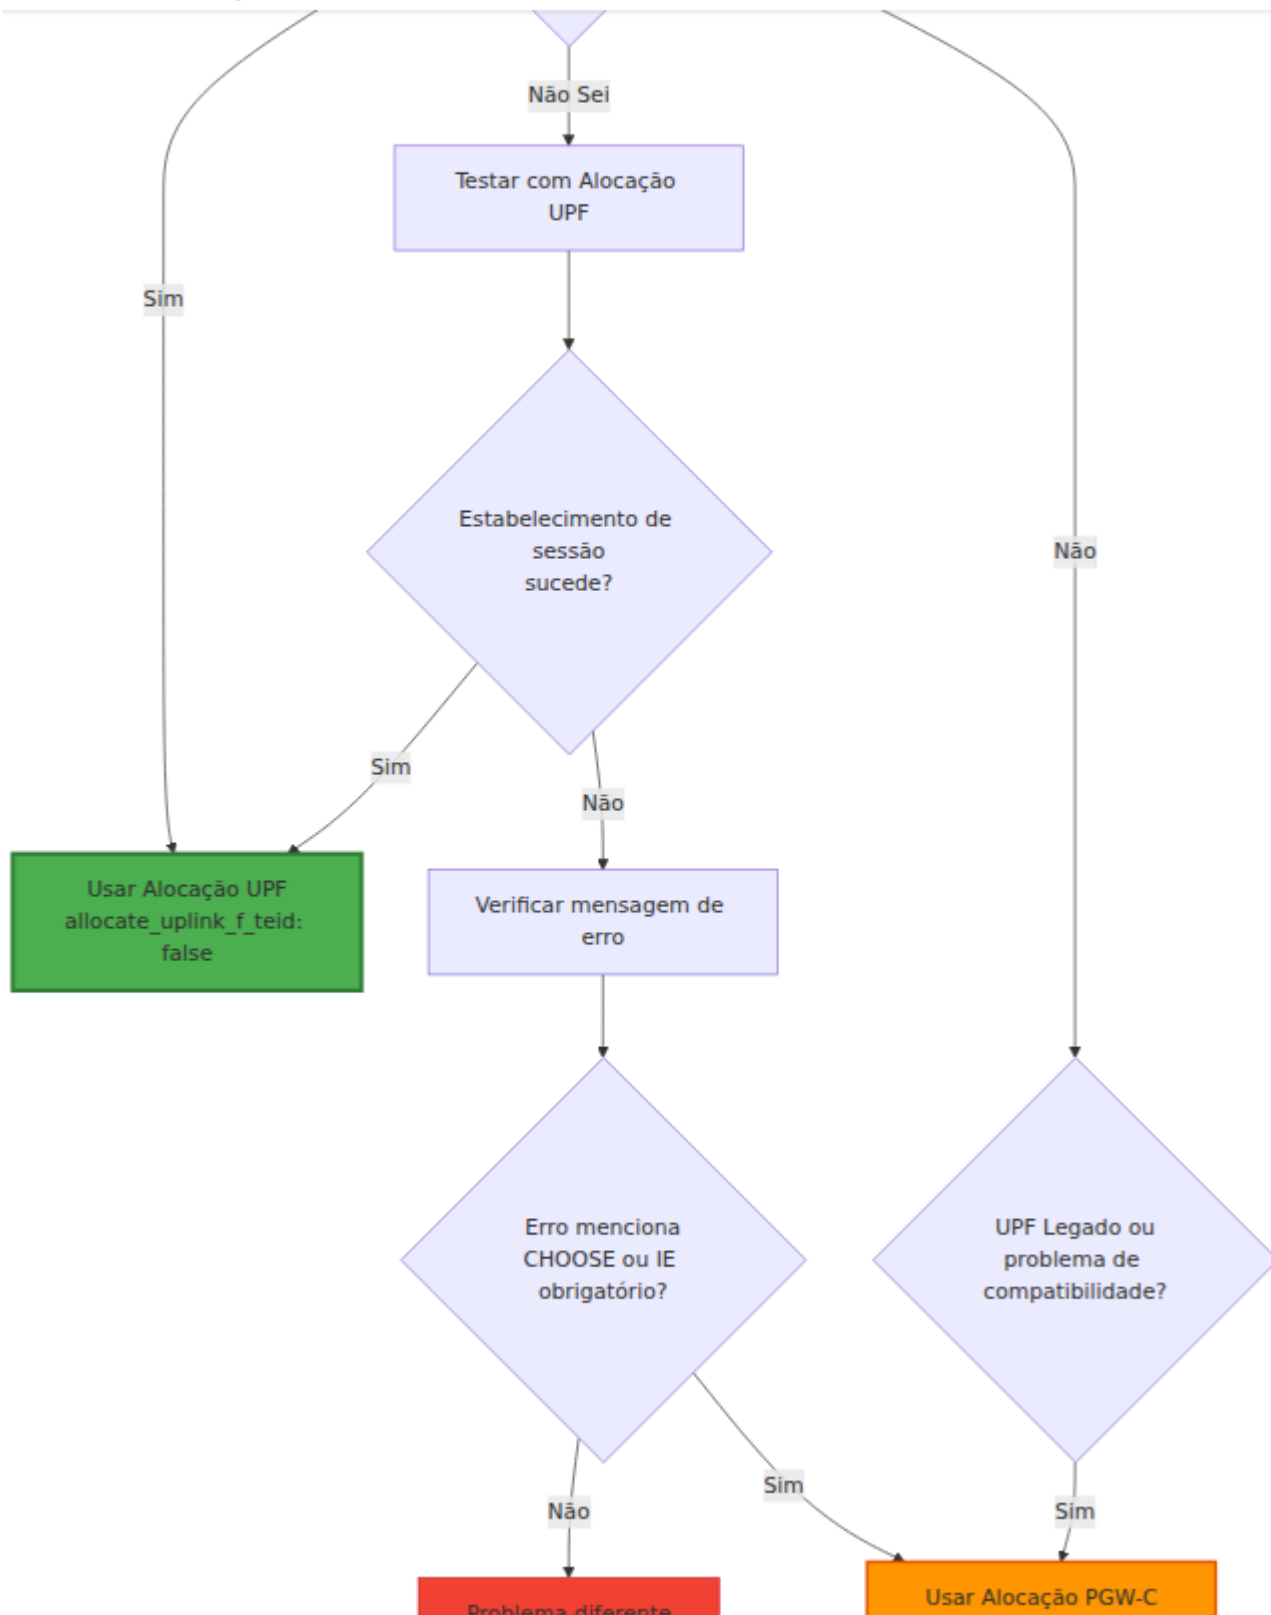 Não Sei
Testar com Alocação
UPF
Sim
Estabelecimento de
sessão
sucede?
Não
Sim
Não
Usar Alocação UPF
allocate_uplink_f_teid:
false
Verificar mensagem de
erro
Erro menciona
CHOOSE ou IE
obrigatório?
UPF Legado ou
problema de
compatibilidade?
Sim
Não
Sim
Problema diferente
Usar Alocação PGW-C